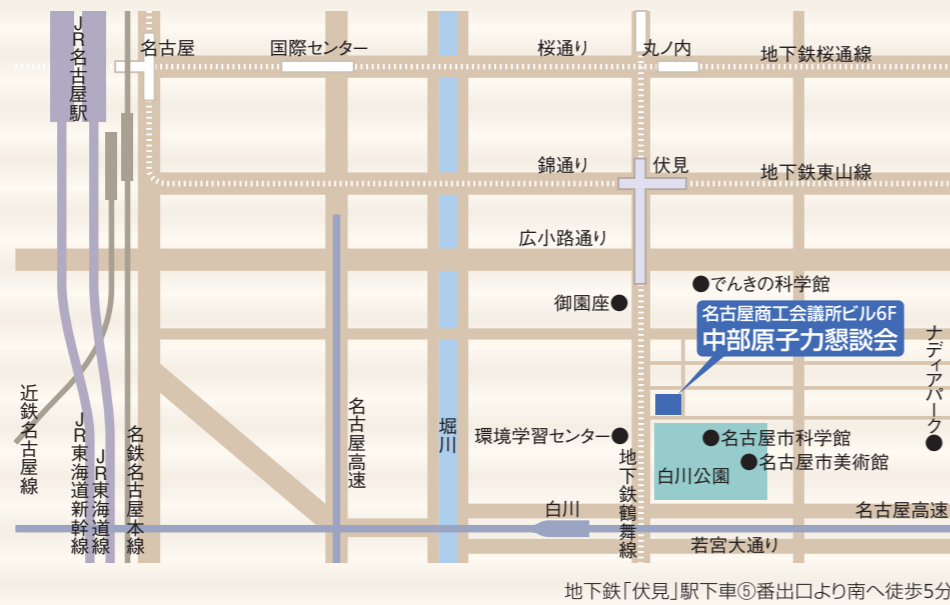 JR名古屋駅
名古屋
国際センター
桜通り
丸ノ内
地下鉄桜通線
錦通り
伏見
地下鉄東山線
広小路通り
でんきの科学館
御園座
名古屋商工会議所ビル6F
中部原子力懇談会
ナディアパーク
近鉄名古屋線
JR東海道新幹線
JR東海道線
名鉄名古屋本線
名古屋高速
堀川
環境学習センター
地下鉄鶴舞線
名古屋市科学館
名古屋市美術館
白川公園
白川
名古屋高速
若宮大通り
地下鉄「伏見」駅下車⑤番出口より南へ徒歩5分